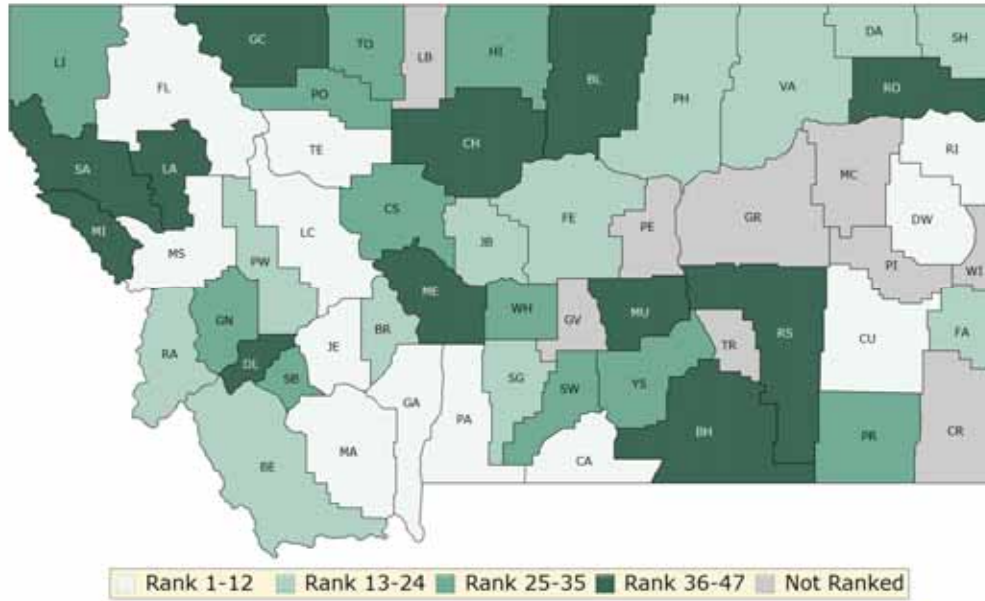 GC TO LB HI DA SH
LI FL PO BL PH VA RO
TE CH RI
SA LA MC
MI MS LC CS JB FE PE GR DW
PW PI WI
GN ME WH GV MU
RA JE BR TR RS CU FA
DL SB SG SW YS
GA PA
BE MA CA BH PR CR
Rank 1-12 Rank 13-24 Rank 25-35 Rank 36-47 Not Ranked